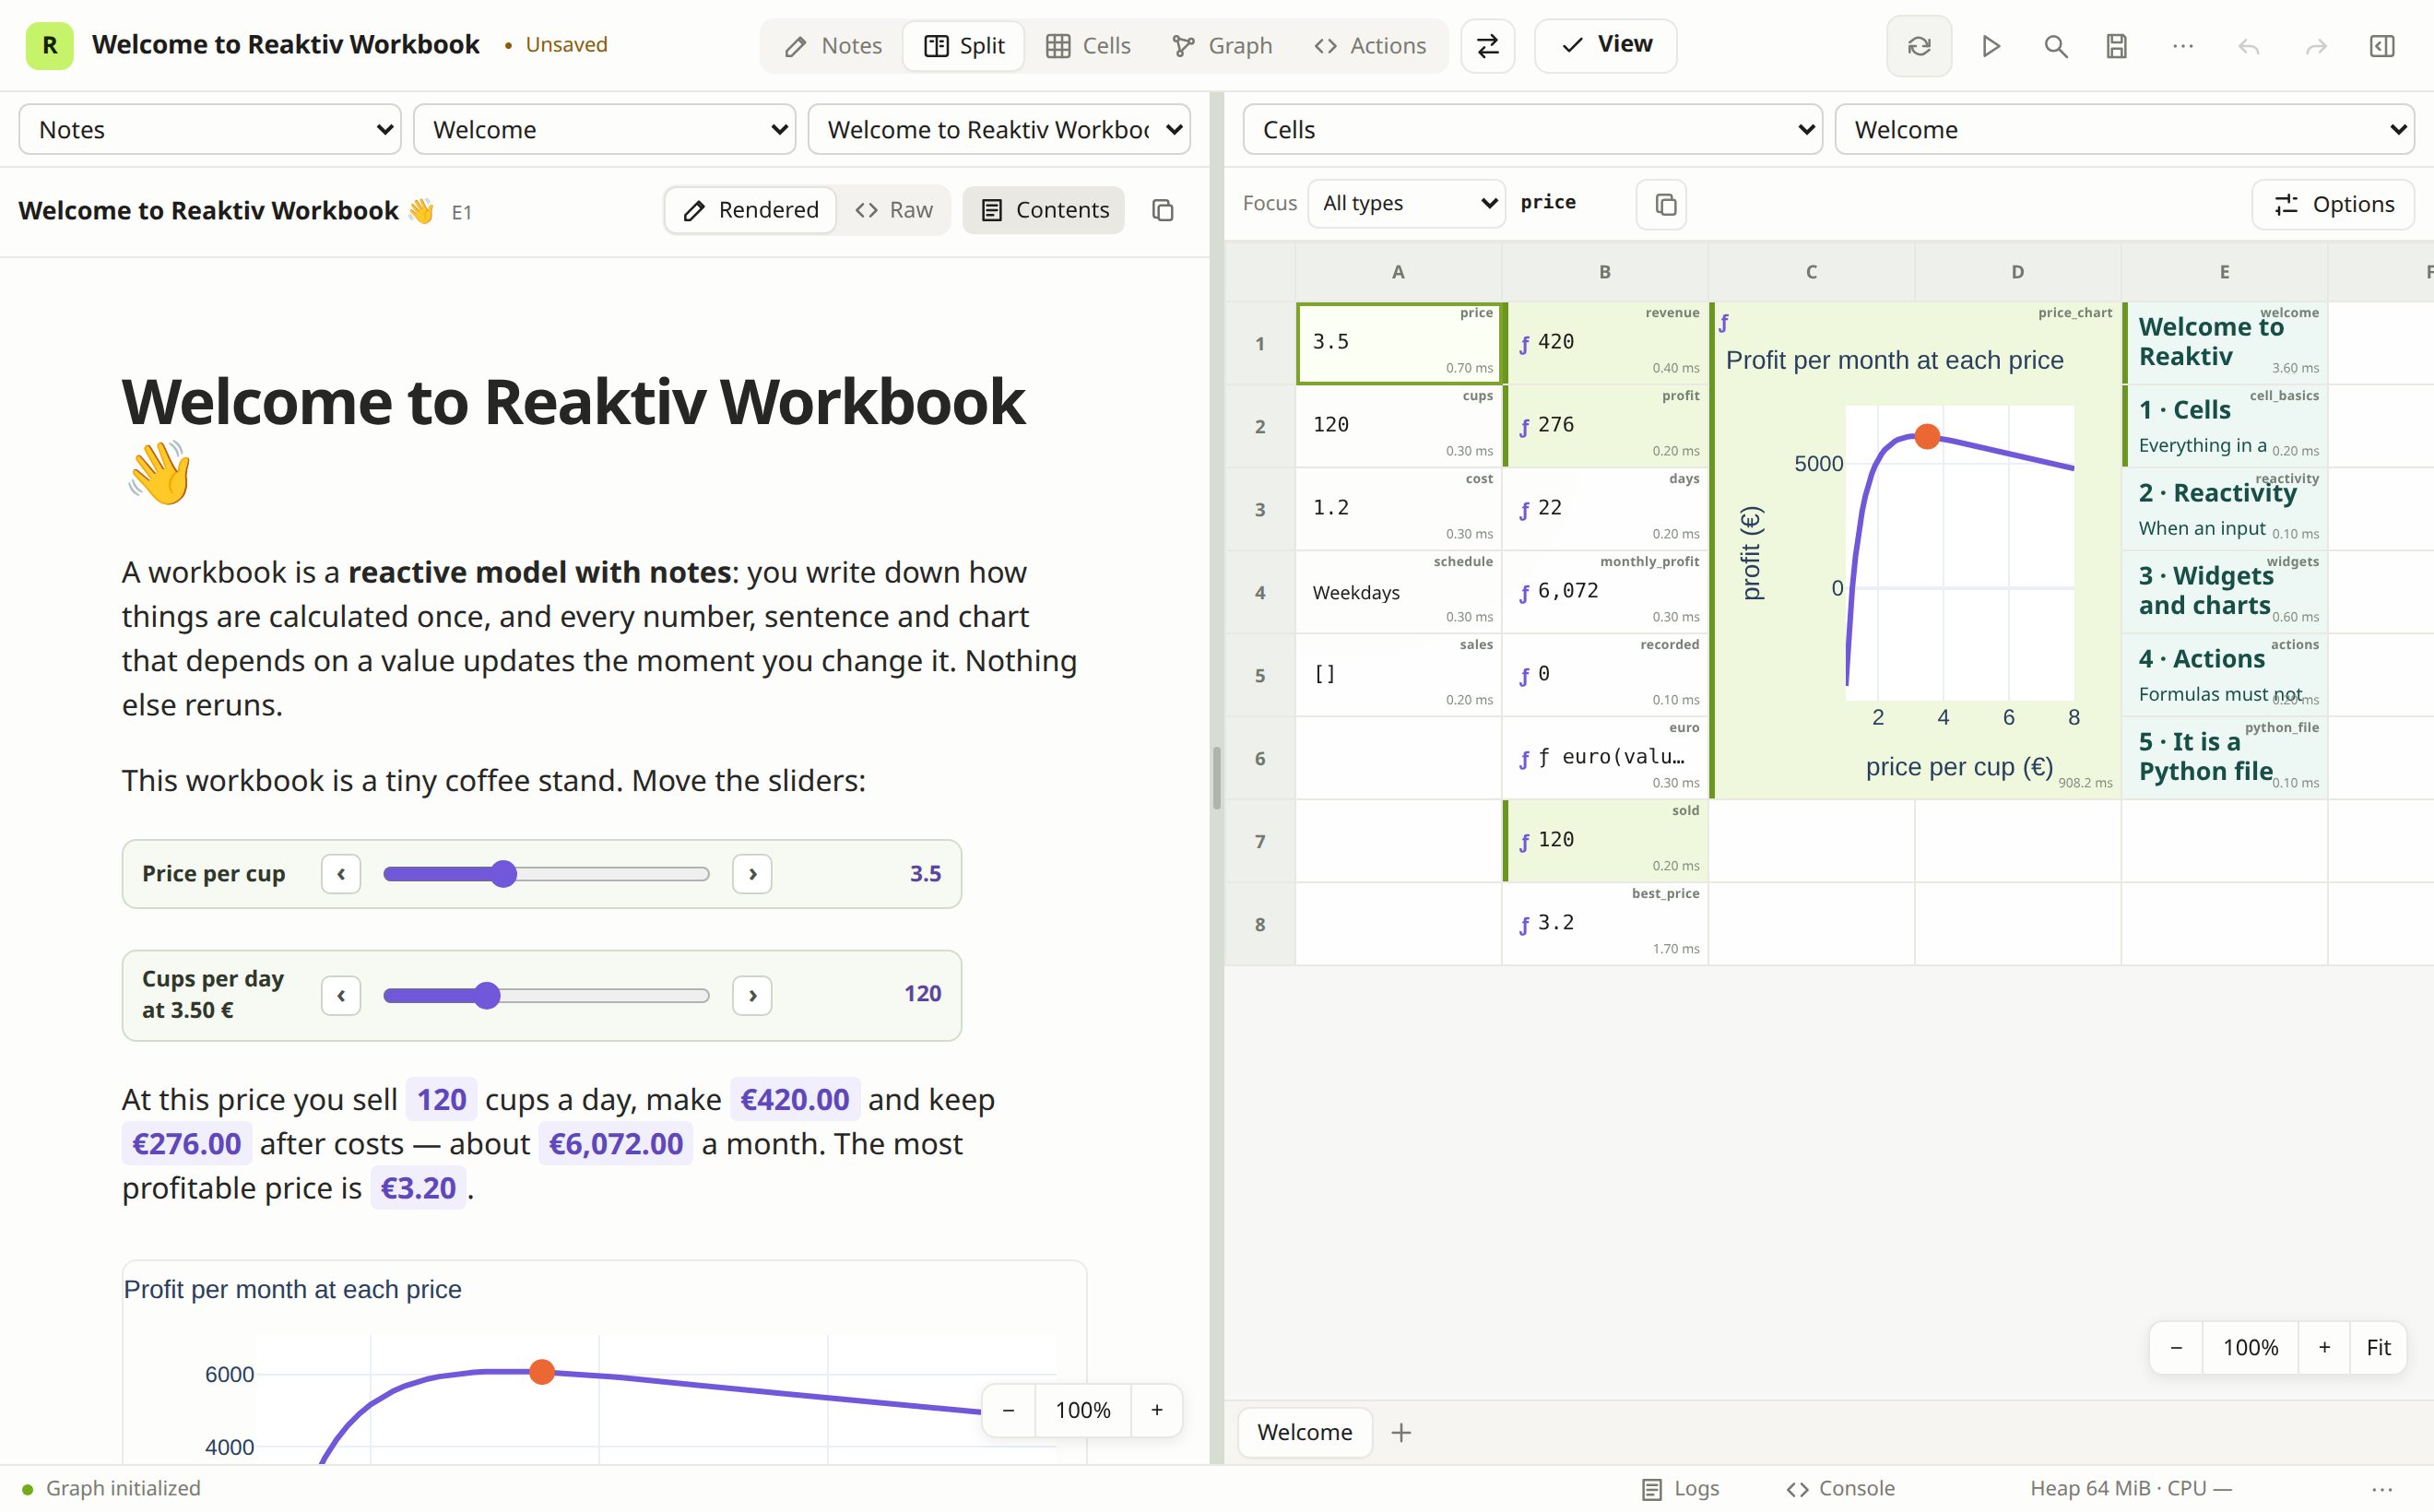 R Welcome to Reaktiv Workbook • Unsaved Notes Split Cells Graph Actions View
Notes Welcome Welcome to Reaktiv Workboo
Welcome to Reaktiv Workbook 👋 E1 Rendered Raw Contents
Welcome to Reaktiv Workbook
👋
A workbook is a reactive model with notes: you write down how
things are calculated once, and every number, sentence and chart
that depends on a value updates the moment you change it. Nothing
else reruns.
This workbook is a tiny coffee stand. Move the sliders:
Price per cup ‹ › 3.5
Cups per day
at 3.50 €
‹ › 120
At this price you sell 120 cups a day, make €420.00 and keep
€276.00 after costs — about €6,072.00 a month. The most
profitable price is €3.20 .
Profit per month at each price
6000
4000
− 100% +
Cells Welcome
Focus All types price Options
A B C D E F
1 price 3.5 0.70 ms revenue ƒ 420 0.40 ms
2 cups 120 0.30 ms profit ƒ 276 0.20 ms
3 cost 1.2 0.30 ms days ƒ 22 0.20 ms
4 schedule Weekdays 0.30 ms monthly_profit ƒ 6,072 0.30 ms
5 sales [] 0.20 ms recorded ƒ 0 0.10 ms
6 euro ƒ ƒ euro(valu… 0.30 ms
7 sold ƒ 120 0.20 ms
8 best_price ƒ 3.2 1.70 ms
ƒ price_chart
Profit per month at each price
profit (€)
5000
0
2 4 6 8
price per cup (€) 908.2 ms
welcome
Welcome to
Reaktiv 3.60 ms
cell_basics
1 · Cells
Everything in a 0.20 ms
reactivity
2 · Reactivity
When an input 0.10 ms
widgets
3 · Widgets
and charts 0.60 ms
actions
4 · Actions
Formulas must not 0.20 ms
python_file
5 · It is a
Python file 0.10 ms
− 100% + Fit
Welcome +
Graph initialized Logs Console Heap 64 MiB · CPU —